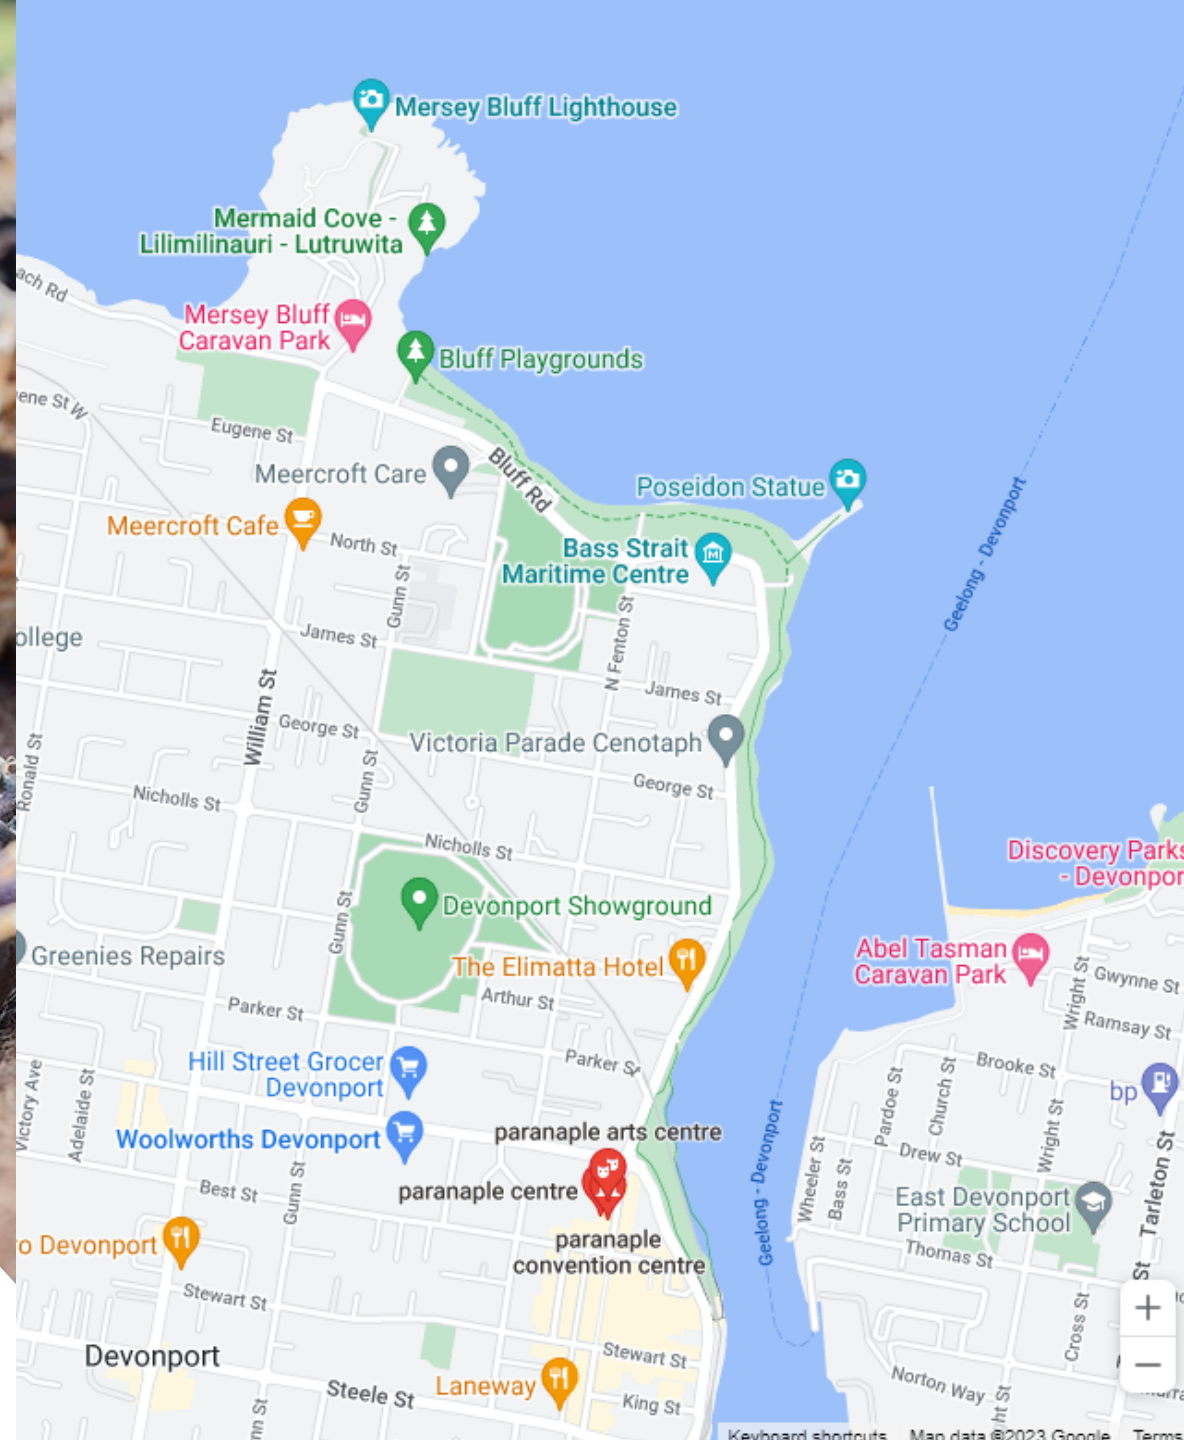 Mersey Bluff Lighthouse
Mermaid Cove -
Lilimilinauri - Lutruwita
ach Rd
Mersey Bluff
Caravan Park
Bluff Playgrounds
ene St W
Eugene St
Meercroft Care
Bluff Rd
Poseidon Statue
Geelong - Devonport
Meercroft Cafe
North St
Bass Strait
Maritime Centre
Gunn St
James St
ollege
N Fenton St
James St
William St
George St
Victoria Parade Cenotaph
Ronald St
Gunn St
George St
Nicholls St
Nicholls St
Discovery Parks
- Devonpor
Gunn St
Devonport Showground
Greenies Repairs
The Elimatta Hotel
Abel Tasman
Caravan Park
Wright St
Gwynne St
Arthur St
Parker St
Ramsay St
Hill Street Grocer
Devonport
Parker St
Brooke St
Victory Ave
Adelaide St
Pardoe St
Church St
bp
Woolworths Devonport
paranaple arts centre
Geelong - Devonport
Wheeler St
Bass St
Drew St
Wright St
Tarleton St
Best St
Gunn St
paranaple centre
East Devonport
Primary School
o Devonport
paranaple
convention centre
Thomas St
St
Stewart St
Cross St
Devonport
Stewart St
Steele St
Laneway
King St
Norton Way
nn St
ht St
Keyboard shortcuts
Map data ©2023 Google
Terms